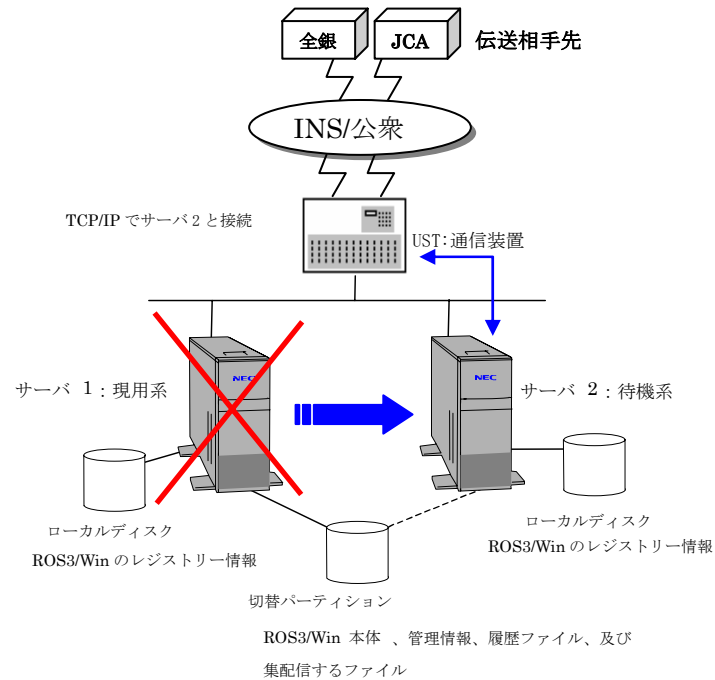 全銀
JCA
伝送相手先
INS/公衆
TCP/IP でサーバ 2 と接続
UST:通信装置
NEC
NEC
サーバ 1：現用系
サーバ 2：待機系
ローカルディスク
ROS3/Win のレジストリー情報
ローカルディスク
ROS3/Win のレジストリー情報
切替パーティション
ROS3/Win 本体 、管理情報、履歴ファイル、及び
集配信するファイル